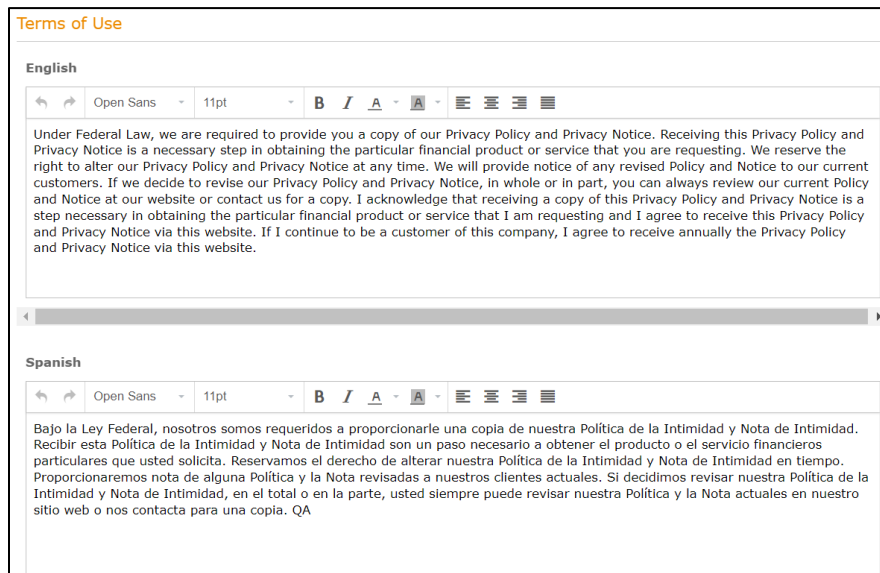 Terms of Use
English
Open Sans 11pt B I A A
Under Federal Law, we are required to provide you a copy of our Privacy Policy and Privacy Notice. Receiving this Privacy Policy and
Privacy Notice is a necessary step in obtaining the particular financial product or service that you are requesting. We reserve the
right to alter our Privacy Policy and Privacy Notice at any time. We will provide notice of any revised Policy and Notice to our current
customers. If we decide to revise our Privacy Policy and Privacy Notice, in whole or in part, you can always review our current Policy
and Notice at our website or contact us for a copy. I acknowledge that receiving a copy of this Privacy Policy and Privacy Notice is a
step necessary in obtaining the particular financial product or service that I am requesting and I agree to receive this Privacy Policy
and Privacy Notice via this website. If I continue to be a customer of this company, I agree to receive annually the Privacy Policy
and Privacy Notice via this website.
Spanish
Open Sans 11pt B I A A
Bajo la Ley Federal, nosotros somos requeridos a proporcionarle una copia de nuestra Política de la Intimidad y Nota de Intimidad.
Recibir esta Política de la Intimidad y Nota de Intimidad son un paso necesario a obtener el producto o el servicio financieros
particulares que usted solicita. Reservamos el derecho de alterar nuestra Política de la Intimidad y Nota de Intimidad en tiempo.
Proporcionaremos nota de alguna Política y la Nota revisadas a nuestros clientes actuales. Si decidimos revisar nuestra Política de la
Intimidad y Nota de Intimidad, en el total o en la parte, usted siempre puede revisar nuestra Política y la Nota actuales en nuestro
sitio web o nos contacta para una copia. QA